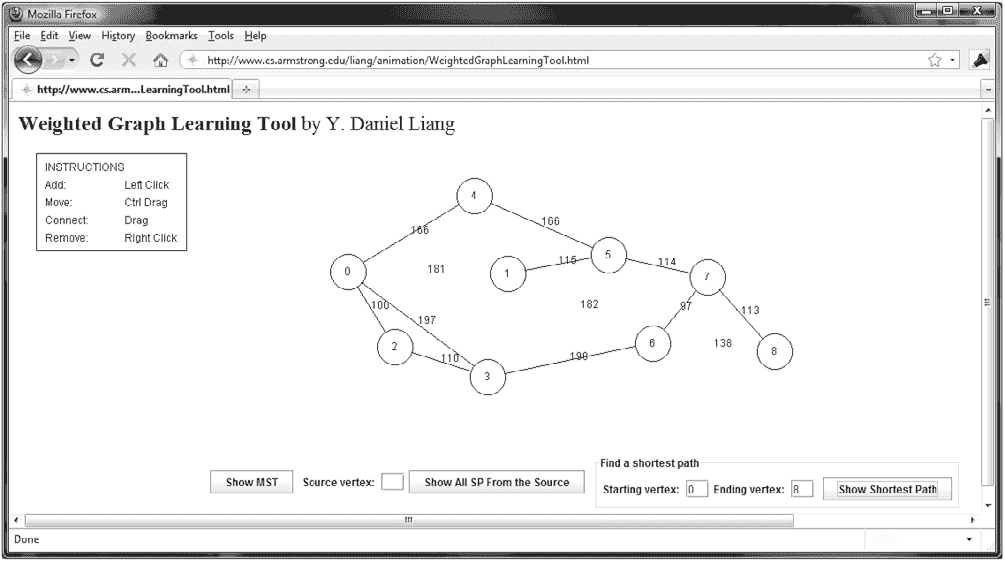 Mozilla Firefox
File Edit View History Bookmarks Tools Help
http://www.cs.armstrong.edu/liang/animation/WeightedGraphLearningTool.html
http://www.cs.arm...LearningTool.html
Weighted Graph Learning Tool by Y. Daniel Liang
INSTRUCTIONS
Add: Left Click
Move: Ctrl Drag
Connect: Drag
Remove: Right Click
4
166
166
5
0
181
1
115
114
7
100
197
182
97
113
2
110
3
190
6
138
8
Find a shortest path
Show MST
Source vertex:
Show All SP From the Source
Starting vertex: 0
Ending vertex: 8
Show Shortest Path
Done